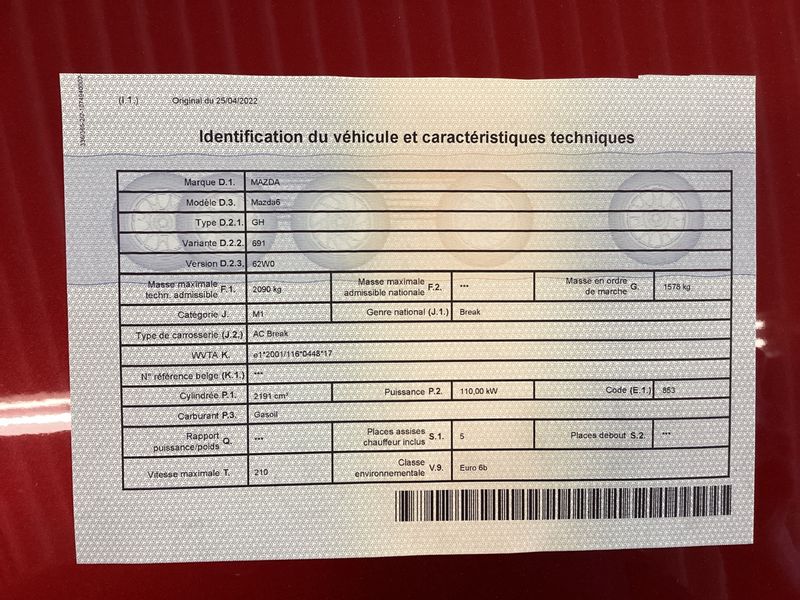 (I.1.) Original du 25/04/2022
Identification du véhicule et caractéristiques techniques
Marque D.1. MAZDA
Modèle D.3. Mazda6
Type D.2.1. GH
Variante D.2.2. 691
Version D.2.3. 62W0
Masse maximale techn. admissible F.1. 2090 kg Masse maximale admissible nationale F.2. *** Masse en ordre de marche G. 1578 kg
Catégorie J. M1 Genre national (J.1.) Break
Type de carrosserie (J.2.) AC Break
WVTA K. e1*2001/116*0448*17
N° référence belge (K.1.) ***
Cylindrée P.1. 2191 cm³ Puissance P.2. 110,00 kW Code (E.1.) 853
Carburant P.3. Gasoil
Rapport puissance/poids Q. *** Places assises chauffeur inclus S.1. 5 Places debout S.2. ***
Vitesse maximale T. 210 Classe environnementale V.9. Euro 6b